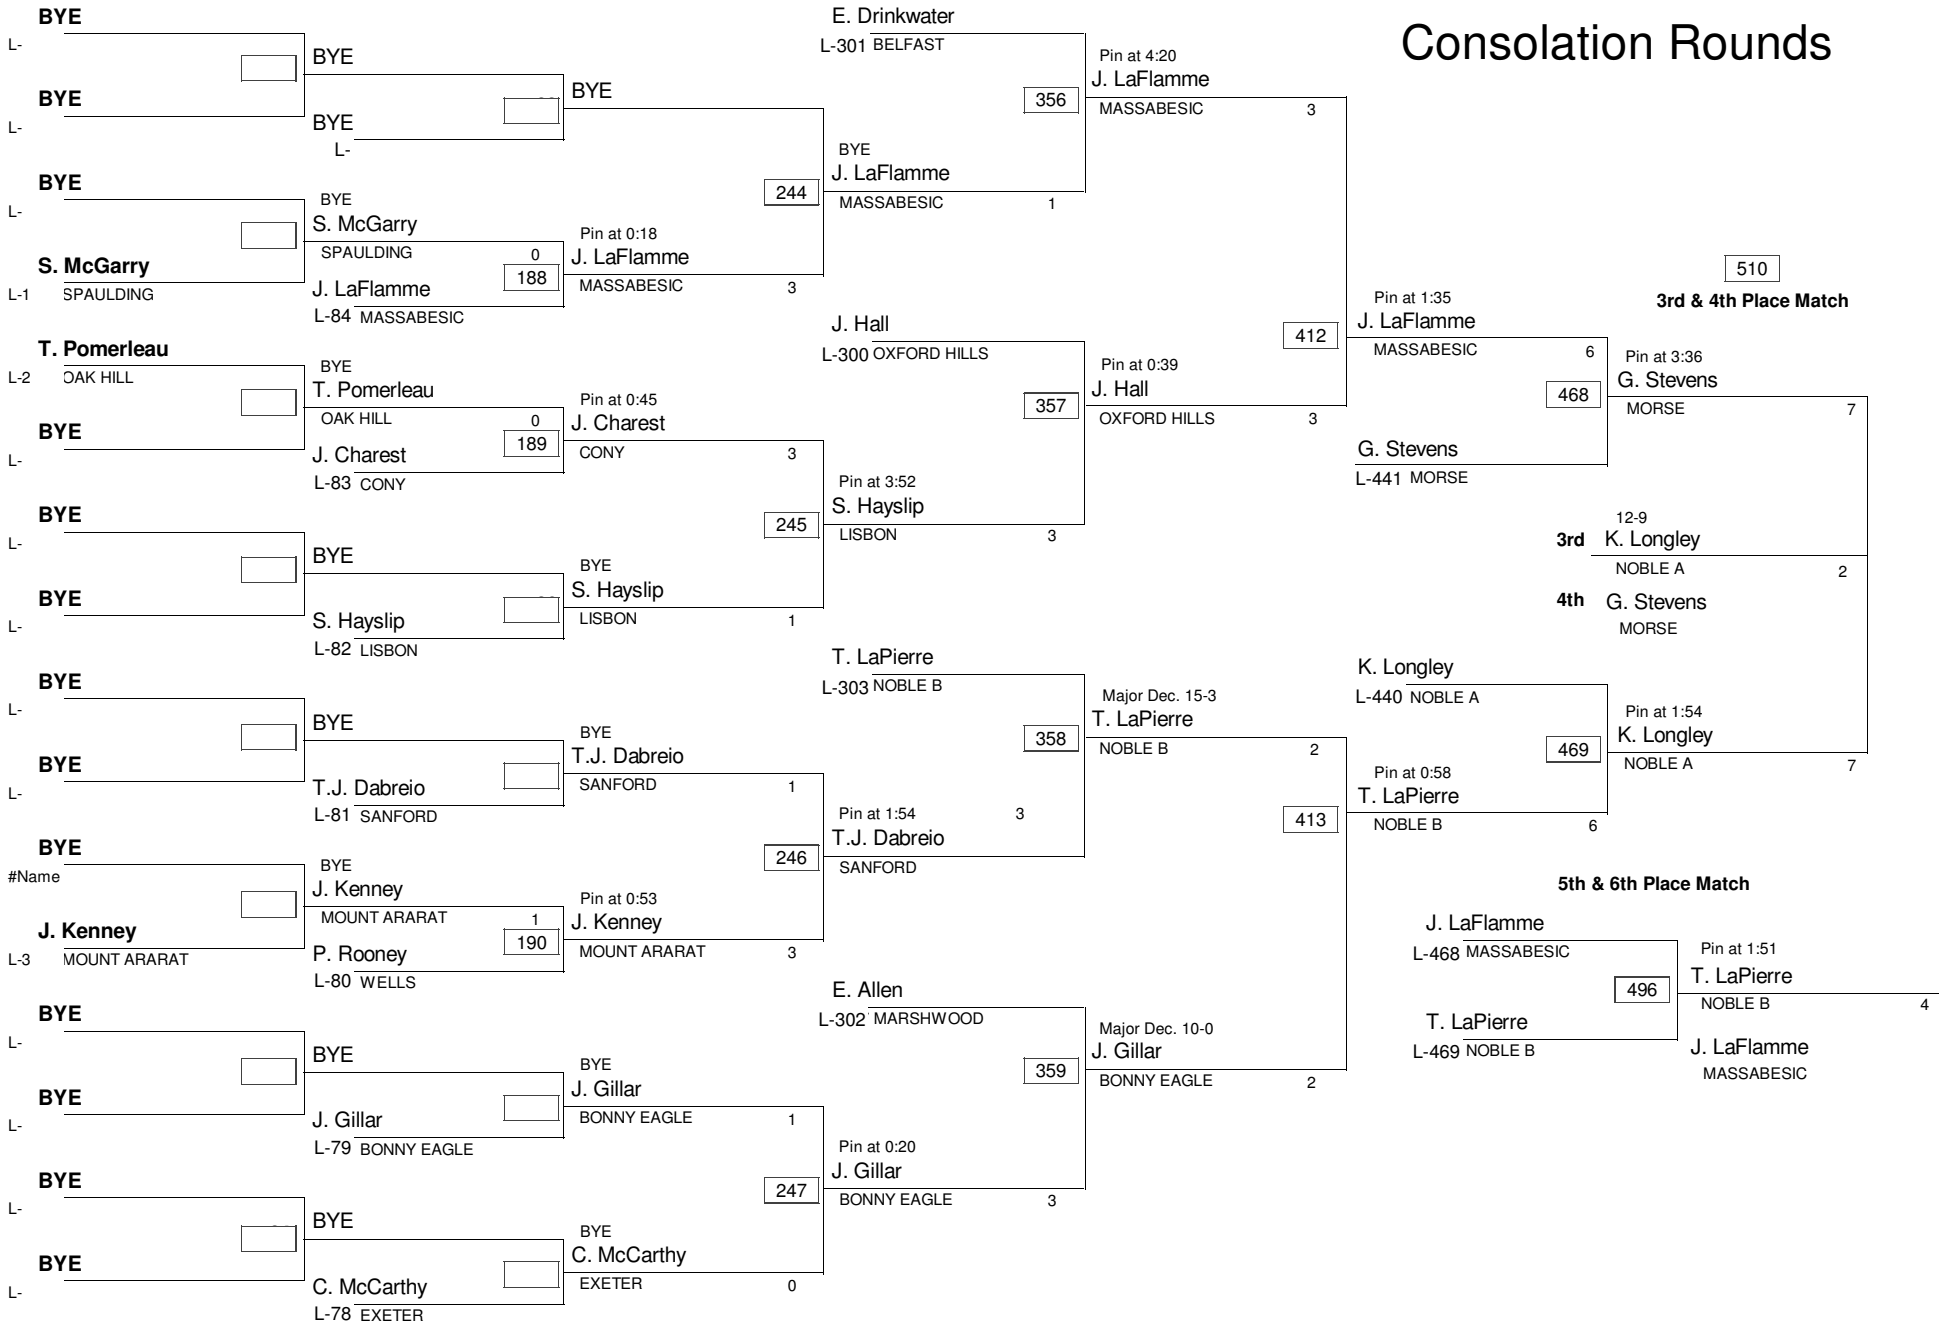 Consolation Rounds
BYE
L-
BYE
L-
BYE
L-
S. McGarry
L-1 SPAULDING
T. Pomerleau
L-2 OAK HILL
BYE
L-
BYE
L-
BYE
L-
BYE
L-
BYE
L-
BYE
#Name
J. Kenney
L-3 MOUNT ARARAT
BYE
L-
BYE
L-
BYE
L-
BYE
L-
BYE
BYE
L-
BYE
S. McGarry
SPAULDING 0
188
J. LaFlamme
L-84 MASSABESIC
BYE
T. Pomerleau
OAK HILL 0
189
J. Charest
L-83 CONY
BYE
S. Hayslip
L-82 LISBON
BYE
T.J. Dabreio
L-81 SANFORD
BYE
J. Kenney
MOUNT ARARAT 1
190
P. Rooney
L-80 WELLS
BYE
J. Gillar
L-79 BONNY EAGLE
BYE
C. McCarthy
L-78 EXETER
BYE
244
Pin at 0:18
J. LaFlamme
MASSABESIC 3
Pin at 0:45
J. Charest
CONY 3
245
BYE
S. Hayslip
LISBON 1
BYE
T.J. Dabreio
SANFORD 1
246
Pin at 0:53
J. Kenney
MOUNT ARARAT 3
BYE
J. Gillar
BONNY EAGLE 1
247
BYE
C. McCarthy
EXETER 0
E. Drinkwater
L-301 BELFAST
356
BYE
J. LaFlamme
MASSABESIC 1
J. Hall
L-300 OXFORD HILLS
357
Pin at 3:52
S. Hayslip
LISBON 3
T. LaPierre
L-303 NOBLE B
358
Pin at 1:54 3
T.J. Dabreio
SANFORD
E. Allen
L-302 MARSHWOOD
359
Pin at 0:20
J. Gillar
BONNY EAGLE 3
Pin at 4:20
J. LaFlamme
MASSABESIC 3
412
Pin at 0:39
J. Hall
OXFORD HILLS 3
Major Dec. 15-3
T. LaPierre
NOBLE B 2
413
Major Dec. 10-0
J. Gillar
BONNY EAGLE 2
Pin at 1:35
J. LaFlamme
MASSABESIC 6
468
G. Stevens
L-441 MORSE
K. Longley
L-440 NOBLE A
469
Pin at 0:58
T. LaPierre
NOBLE B 6
510
3rd & 4th Place Match
Pin at 3:36
G. Stevens
MORSE 7
12-9
3rd K. Longley
NOBLE A 2
4th G. Stevens
MORSE
Pin at 1:54
K. Longley
NOBLE A 7
5th & 6th Place Match
J. LaFlamme
L-468 MASSABESIC
496
T. LaPierre
L-469 NOBLE B
Pin at 1:51
T. LaPierre
NOBLE B 4
J. LaFlamme
MASSABESIC